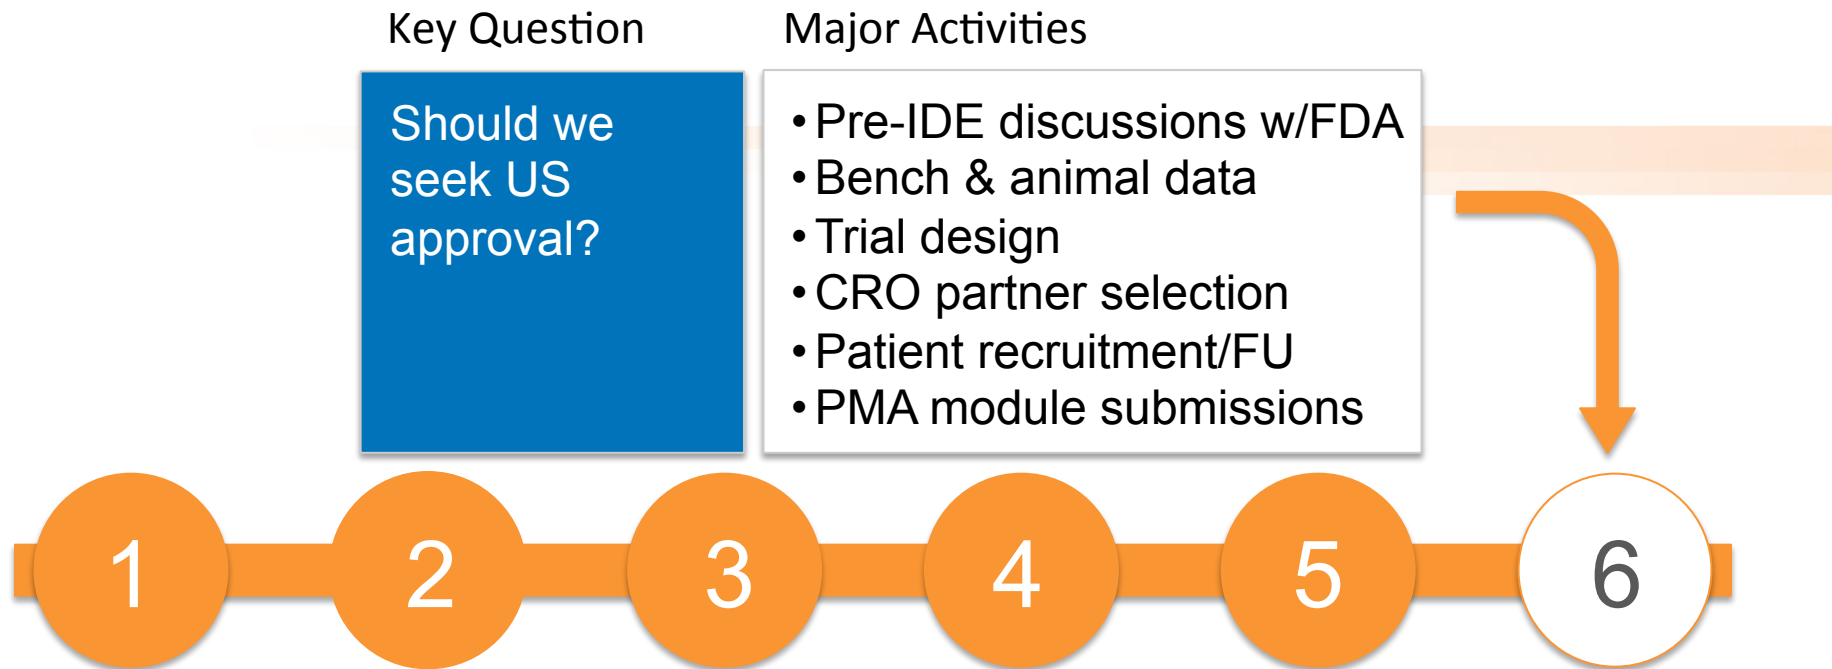 Key Question
Major Activities
Should we
seek US
approval?
• Pre-IDE discussions w/FDA
• Bench & animal data
• Trial design
• CRO partner selection
• Patient recruitment/FU
• PMA module submissions
1 2 3 4 5 6